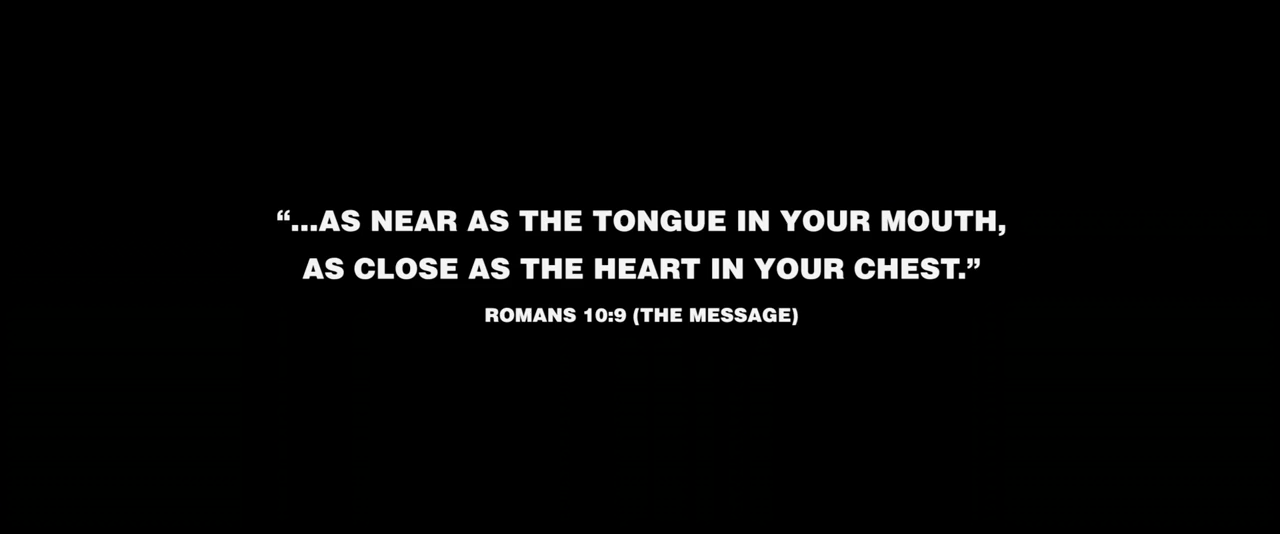 “...AS NEAR AS THE TONGUE IN YOUR MOUTH,
AS CLOSE AS THE HEART IN YOUR CHEST.”
ROMANS 10:9 (THE MESSAGE)